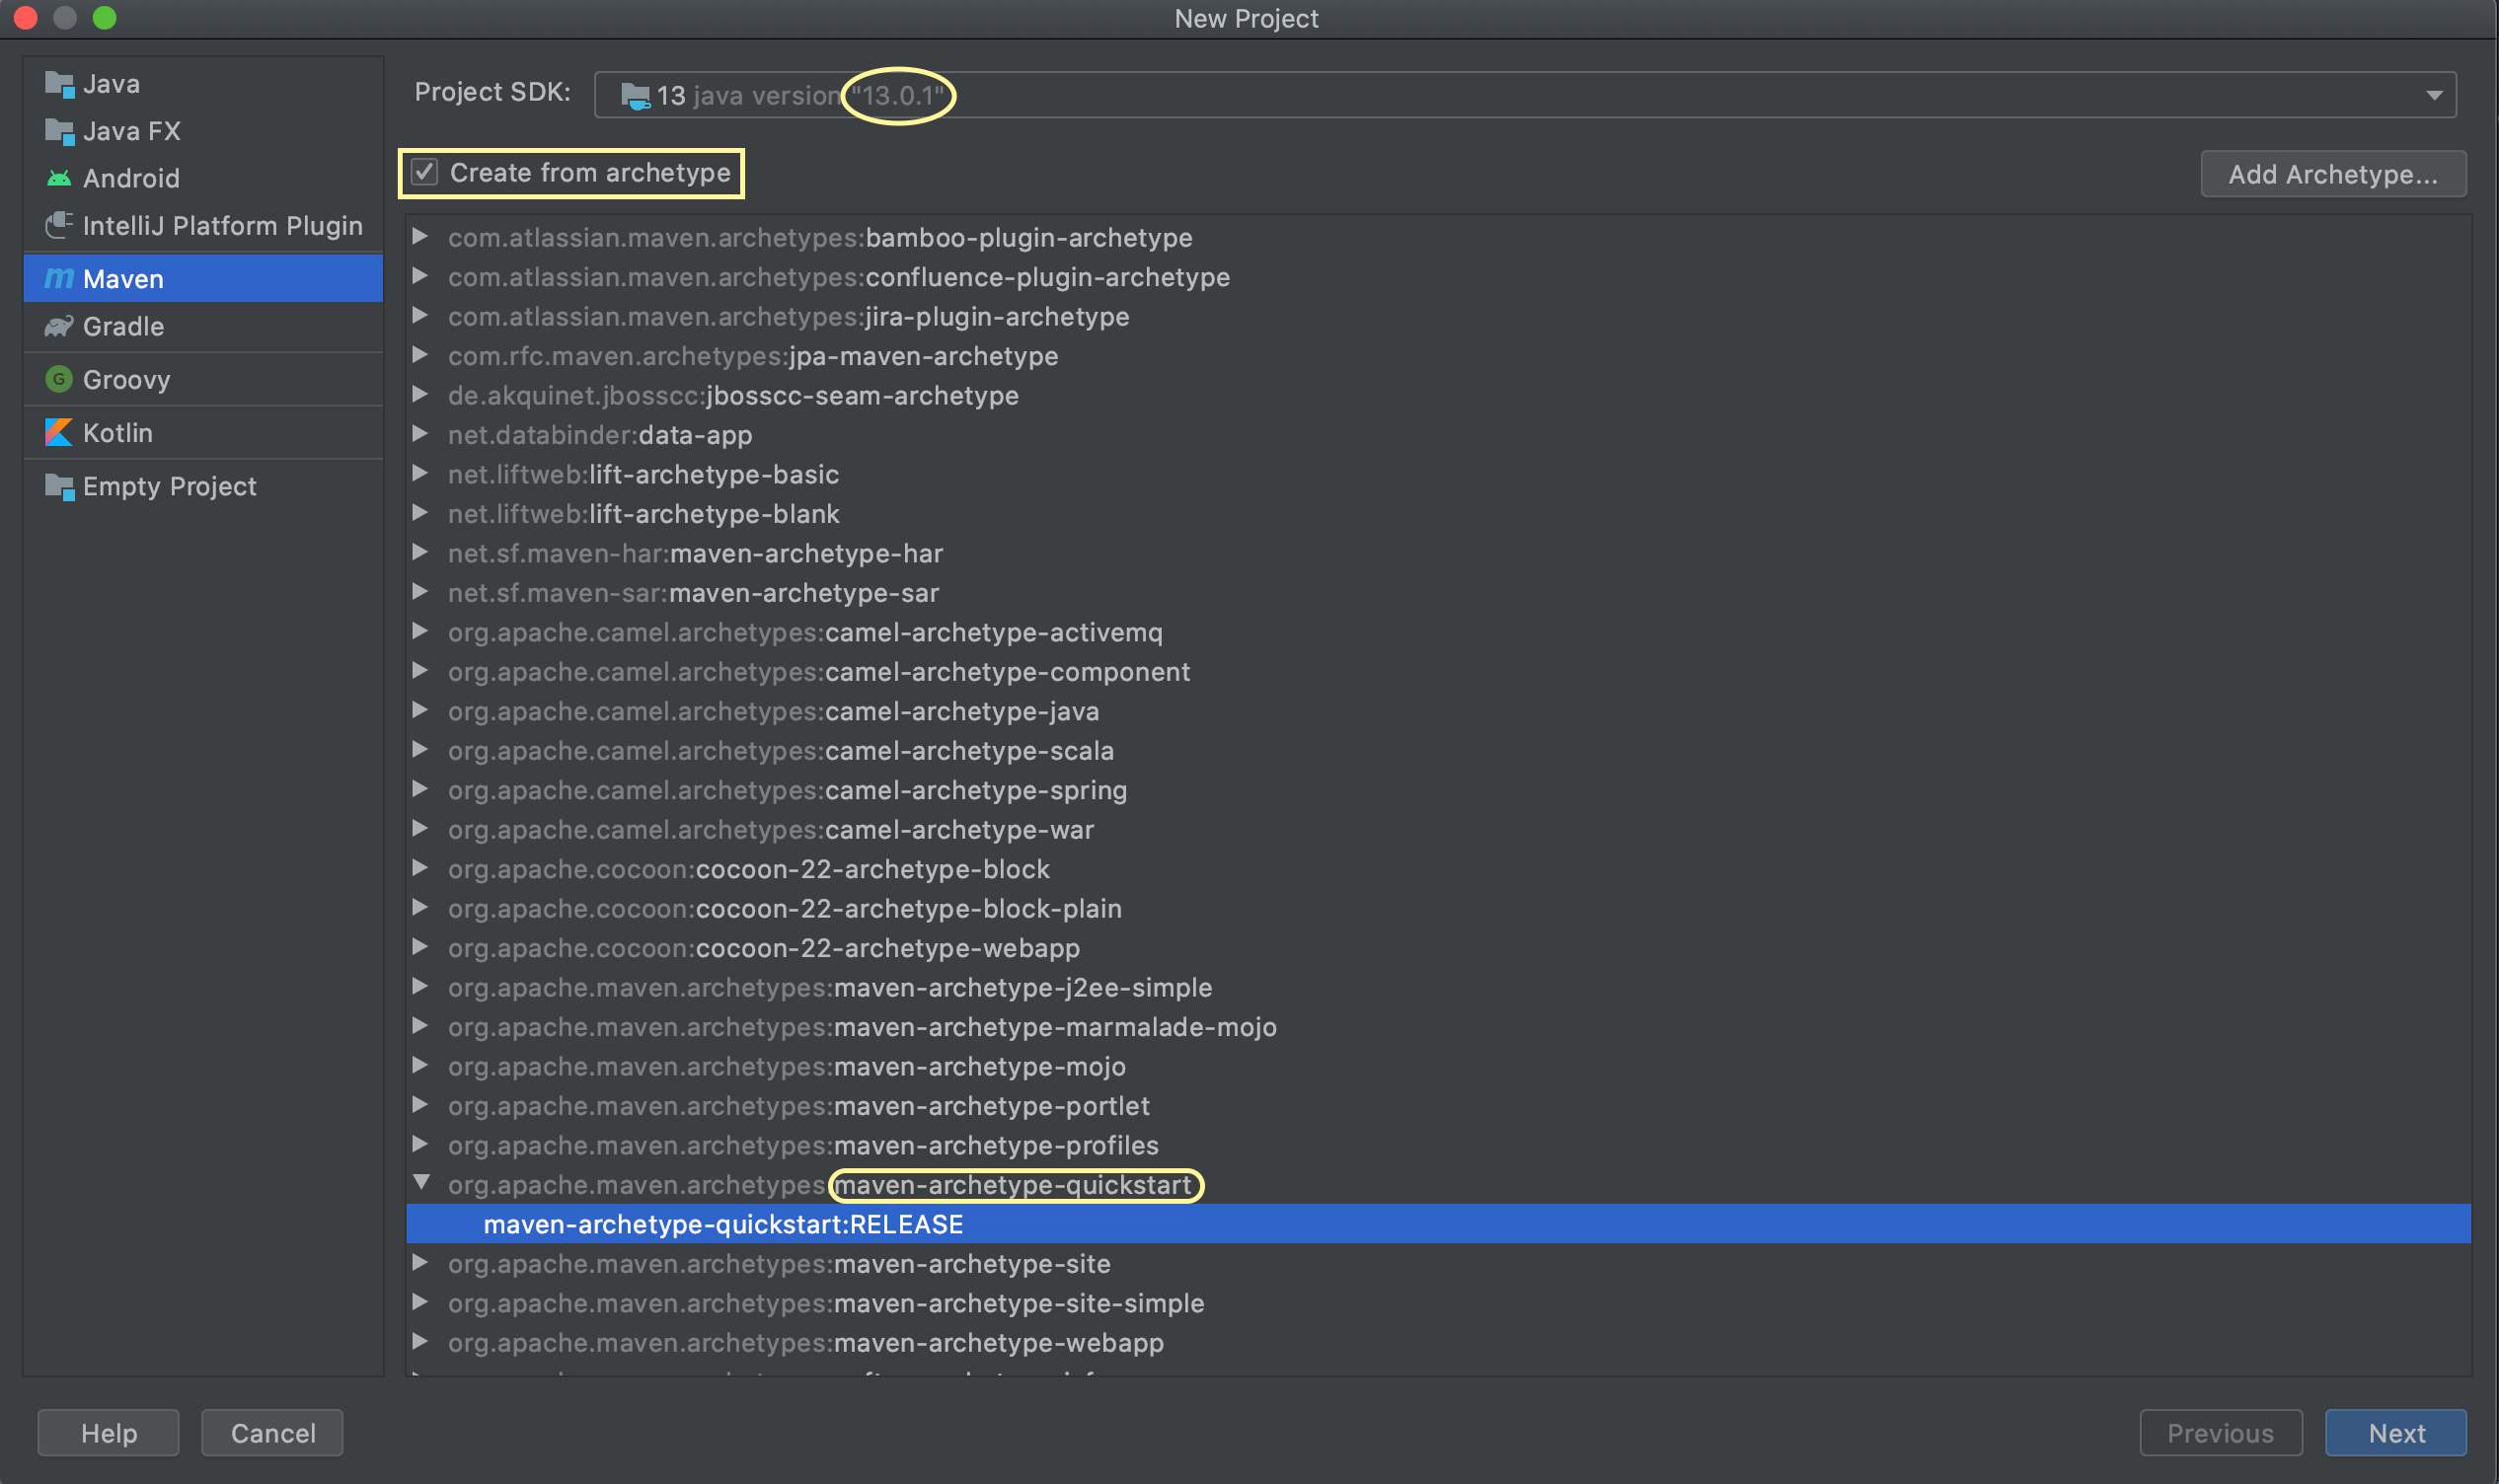 New Project
Java
Java FX
Android
IntelliJ Platform Plugin
Maven
Gradle
Groovy
Kotlin
Empty Project
Project SDK: 13 java version "13.0.1"
Create from archetype
Add Archetype...
com.atlassian.maven.archetypes:bamboo-plugin-archetype
com.atlassian.maven.archetypes:confluence-plugin-archetype
com.atlassian.maven.archetypes:jira-plugin-archetype
com.rfc.maven.archetypes:jpa-maven-archetype
de.akquinet.jbosscc:jbosscc-seam-archetype
net.databinder:data-app
net.liftweb:lift-archetype-basic
net.liftweb:lift-archetype-blank
net.sf.maven-har:maven-archetype-har
net.sf.maven-sar:maven-archetype-sar
org.apache.camel.archetypes:camel-archetype-activemq
org.apache.camel.archetypes:camel-archetype-component
org.apache.camel.archetypes:camel-archetype-java
org.apache.camel.archetypes:camel-archetype-scala
org.apache.camel.archetypes:camel-archetype-spring
org.apache.camel.archetypes:camel-archetype-war
org.apache.cocoon:cocoon-22-archetype-block
org.apache.cocoon:cocoon-22-archetype-block-plain
org.apache.cocoon:cocoon-22-archetype-webapp
org.apache.maven.archetypes:maven-archetype-j2ee-simple
org.apache.maven.archetypes:maven-archetype-marmalade-mojo
org.apache.maven.archetypes:maven-archetype-mojo
org.apache.maven.archetypes:maven-archetype-portlet
org.apache.maven.archetypes:maven-archetype-profiles
org.apache.maven.archetypes:maven-archetype-quickstart
maven-archetype-quickstart:RELEASE
org.apache.maven.archetypes:maven-archetype-site
org.apache.maven.archetypes:maven-archetype-site-simple
org.apache.maven.archetypes:maven-archetype-webapp
Help
Cancel
Previous
Next